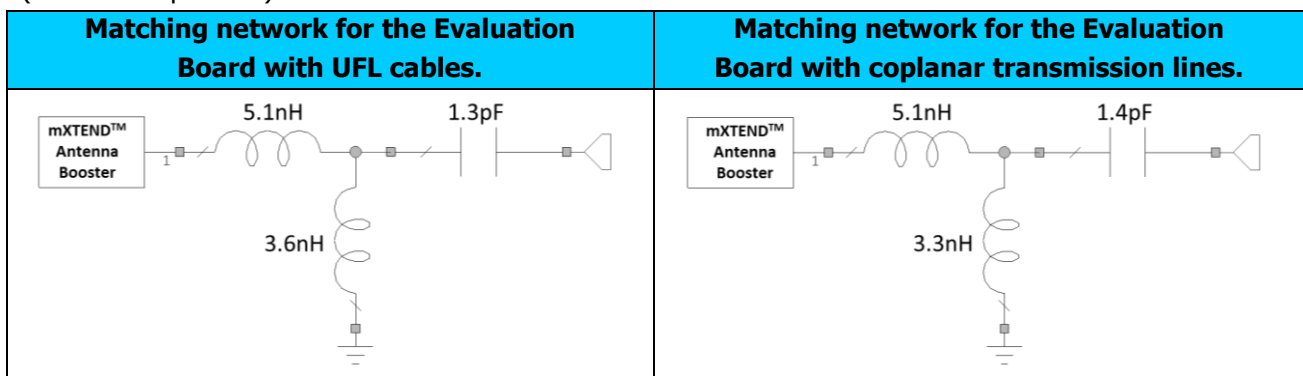 Matching network for the Evaluation
Board with UFL cables.
Matching network for the Evaluation
Board with coplanar transmission lines.
5.1nH
1.3pF
mXTEND™
Antenna
Booster
1
3.6nH
5.1nH
1.4pF
mXTEND™
Antenna
Booster
1
3.3nH